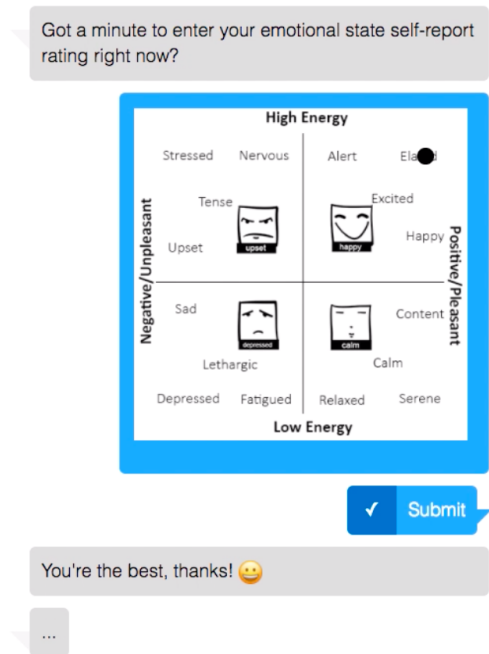 Got a minute to enter your emotional state self-report
rating right now?
High Energy
Stressed Nervous Alert
Tense Excited
Negative/Unpleasant
Positive/Pleasant
upset happy
Upset Happy
Sad Content
depressed calm
Lethargic Calm
Depressed Fatigued Relaxed Serene
Low Energy
✓ Submit
You're the best, thanks! 😀
...